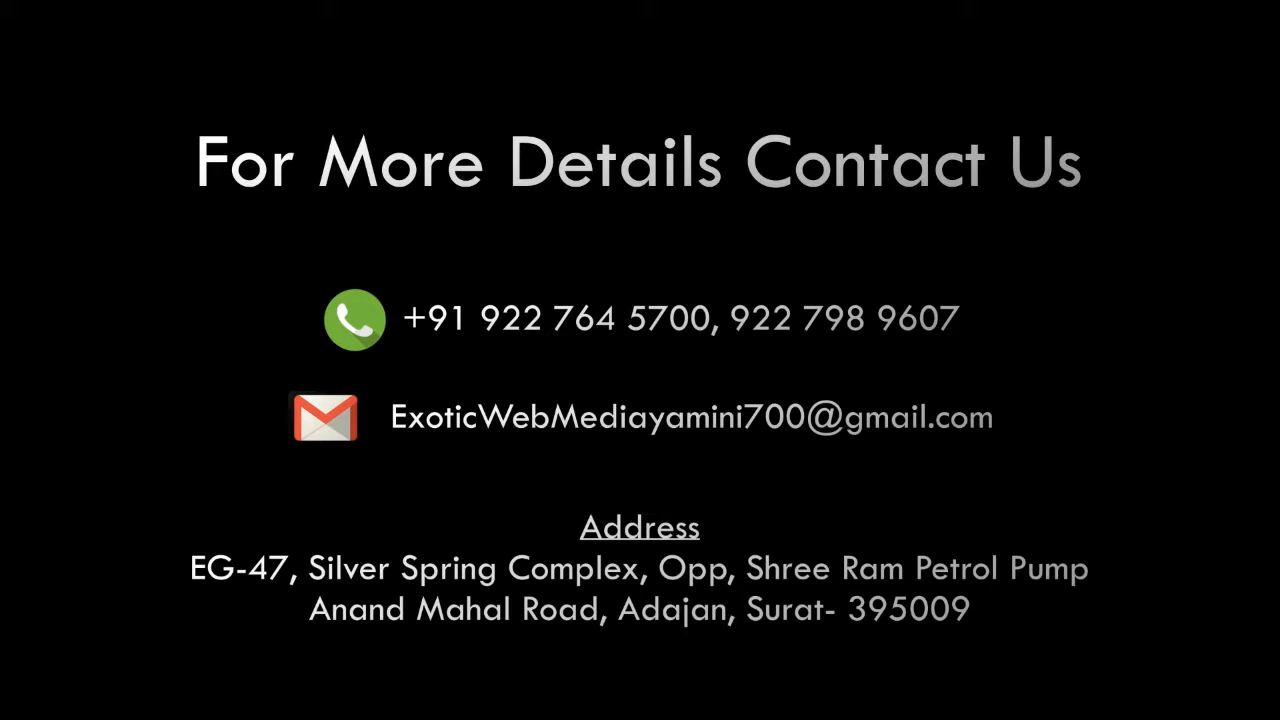 For More Details Contact Us
+91 922 764 5700, 922 798 9607
ExoticWebMediayamini700@gmail.com
Address
EG-47, Silver Spring Complex, Opp, Shree Ram Petrol Pump
Anand Mahal Road, Adajan, Surat- 395009